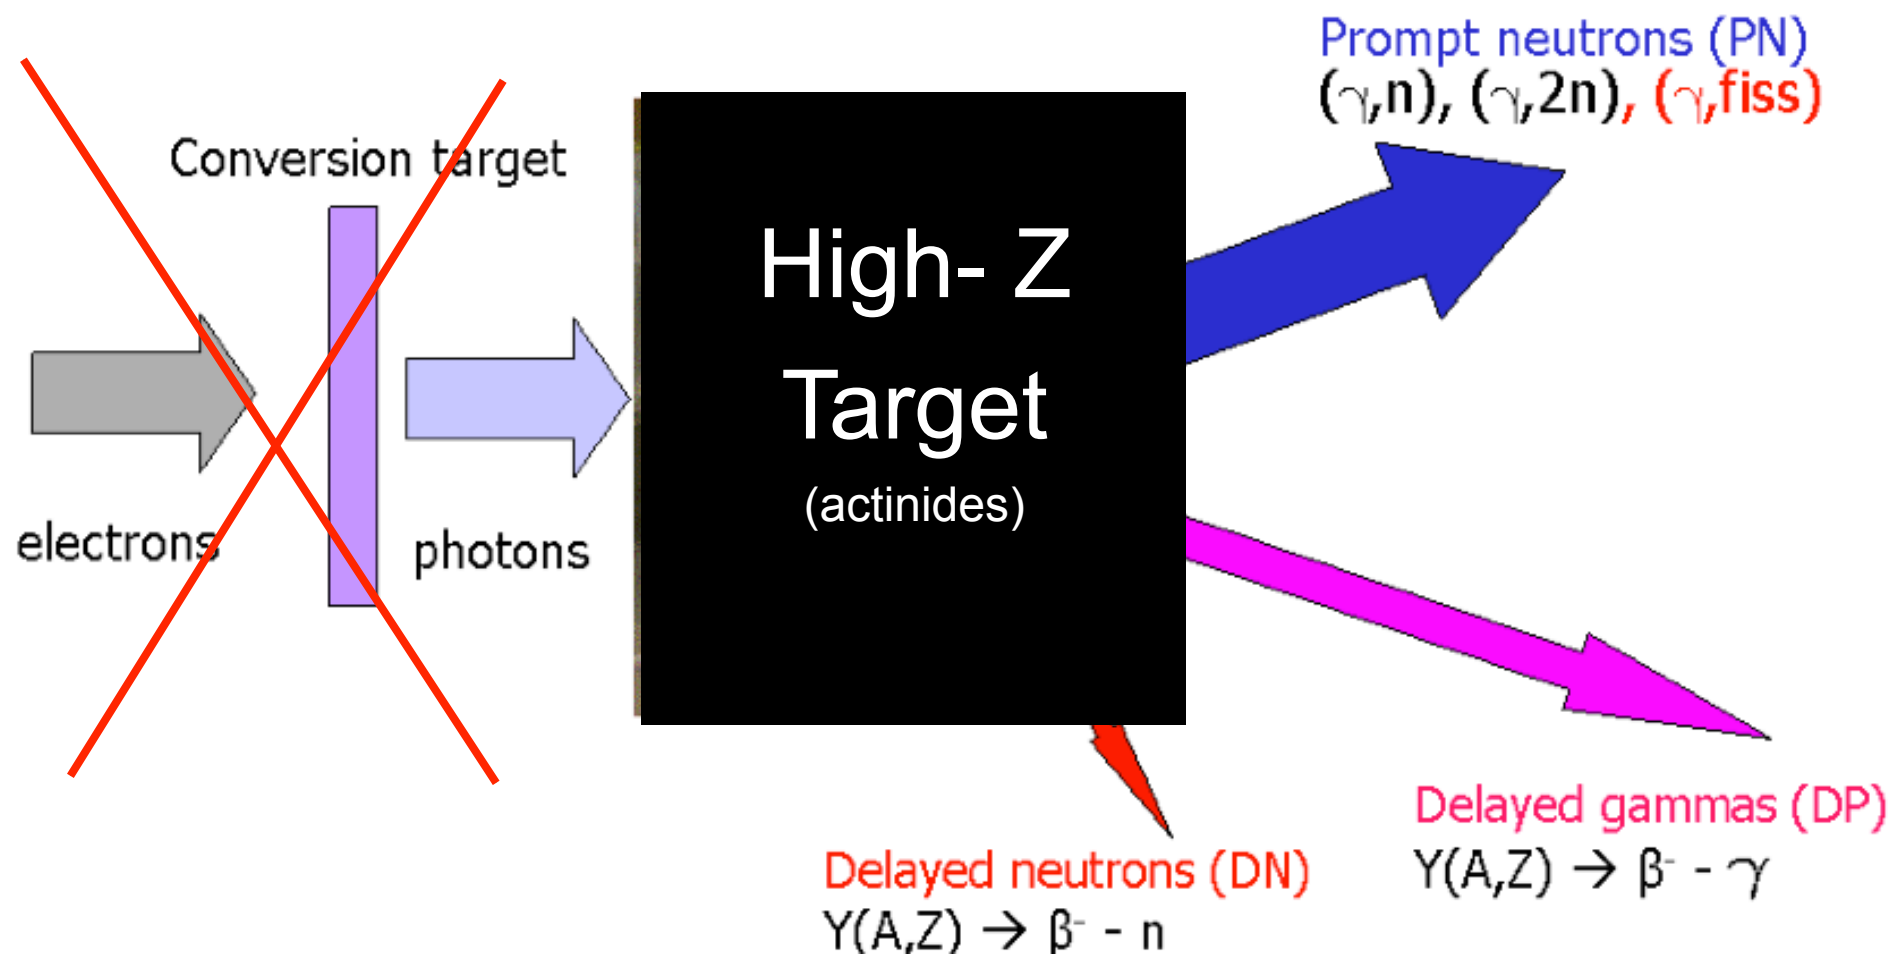 Prompt neutrons (PN)
(γ,n), (γ,2n), (γ,fiss)
Conversion target
High- Z
Target
(actinides)
electrons
photons
Delayed gammas (DP)
Y(A,Z) → β⁻ - γ
Delayed neutrons (DN)
Y(A,Z) → β⁻ - n